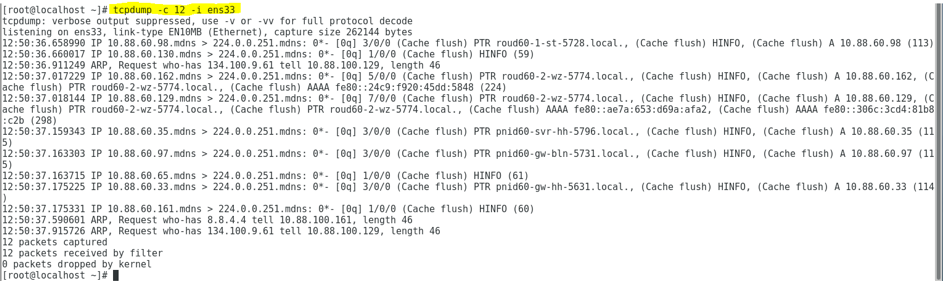 [root@localhost ~]# tcpdump -c 12 -i ens33
tcpdump: verbose output suppressed, use -v or -vv for full protocol decode
listening on ens33, link-type EN10MB (Ethernet), capture size 262144 bytes
12:50:36.658990 IP 10.88.60.98.mdns > 224.0.0.251.mdns: 0*- [0q] 3/0/0 (Cache flush) PTR roud60-1-st-5728.local., (Cache flush) HINFO, (Cache flush) A 10.88.60.98 (113)
12:50:36.660017 IP 10.88.60.130.mdns > 224.0.0.251.mdns: 0*- [0q] 1/0/0 (Cache flush) HINFO (59)
12:50:36.911249 ARP, Request who-has 134.100.9.61 tell 10.88.100.129, length 46
12:50:37.017229 IP 10.88.60.162.mdns > 224.0.0.251.mdns: 0*- [0q] 5/0/0 (Cache flush) PTR roud60-2-wz-5774.local., (Cache flush) HINFO, (Cache flush) A 10.88.60.162, (C
ache flush) PTR roud60-2-wz-5774.local., (Cache flush) AAAA fe80::24c9:f920:45dd:5848 (224)
12:50:37.018144 IP 10.88.60.129.mdns > 224.0.0.251.mdns: 0*- [0q] 7/0/0 (Cache flush) PTR roud60-2-wz-5774.local., (Cache flush) HINFO, (Cache flush) A 10.88.60.129, (C
ache flush) PTR roud60-2-wz-5774.local., (Cache flush) PTR roud60-2-wz-5774.local., (Cache flush) AAAA fe80::ae7a:653d:d69a:afa2, (Cache flush) AAAA fe80::306c:3cd4:81b8
:c2b (298)
12:50:37.159343 IP 10.88.60.35.mdns > 224.0.0.251.mdns: 0*- [0q] 3/0/0 (Cache flush) PTR pnid60-svr-hh-5796.local., (Cache flush) HINFO, (Cache flush) A 10.88.60.35 (11
5)
12:50:37.163303 IP 10.88.60.97.mdns > 224.0.0.251.mdns: 0*- [0q] 3/0/0 (Cache flush) PTR pnid60-gw-bln-5731.local., (Cache flush) HINFO, (Cache flush) A 10.88.60.97 (11
5)
12:50:37.163715 IP 10.88.60.65.mdns > 224.0.0.251.mdns: 0*- [0q] 1/0/0 (Cache flush) HINFO (61)
12:50:37.175225 IP 10.88.60.33.mdns > 224.0.0.251.mdns: 0*- [0q] 3/0/0 (Cache flush) PTR pnid60-gw-hh-5631.local., (Cache flush) HINFO, (Cache flush) A 10.88.60.33 (114
)
12:50:37.175331 IP 10.88.60.161.mdns > 224.0.0.251.mdns: 0*- [0q] 1/0/0 (Cache flush) HINFO (60)
12:50:37.590601 ARP, Request who-has 8.8.4.4 tell 10.88.100.161, length 46
12:50:37.915726 ARP, Request who-has 134.100.9.61 tell 10.88.100.129, length 46
12 packets captured
12 packets received by filter
0 packets dropped by kernel
[root@localhost ~]#